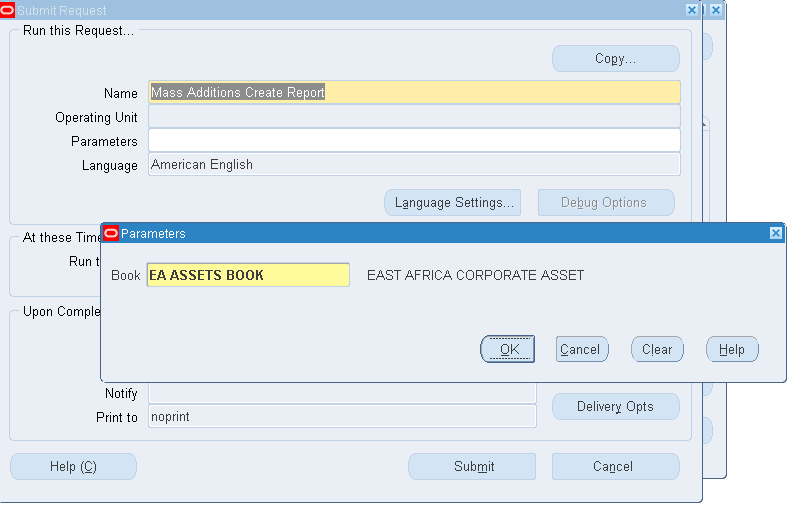 Submit Request
Run this Request...
Copy...
Name Mass Additions Create Report
Operating Unit
Parameters
Language American English
Language Settings... Debug Options
At these Time
Run t
Parameters
Book EA ASSETS BOOK EAST AFRICA CORPORATE ASSET
OK Cancel Clear Help
Upon Comple
Notify
Print to noprint
Delivery Opts
Help (C) Submit Cancel